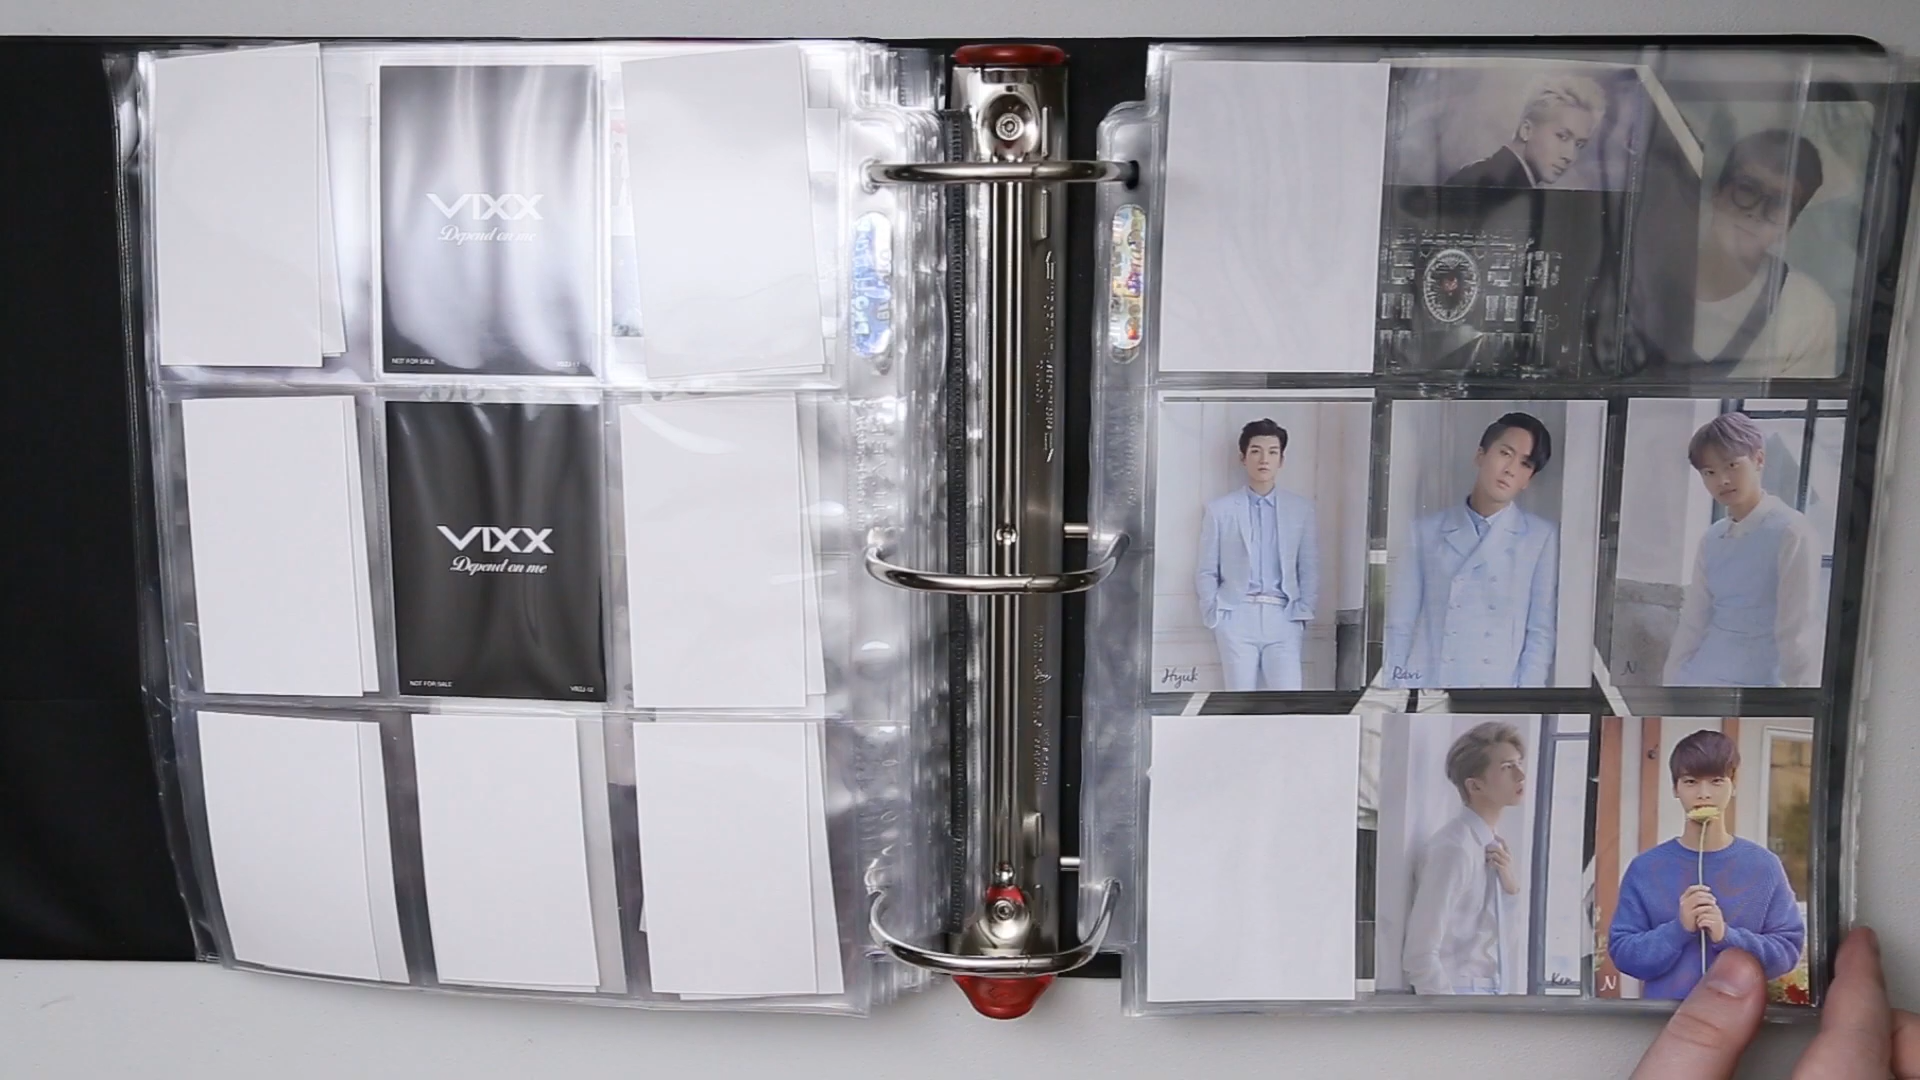 VIXX
Depend on me
NOT FOR SALE
VIXX
Depend on me
NOT FOR SALE
Hyuk
Ravi
N
Ken
N